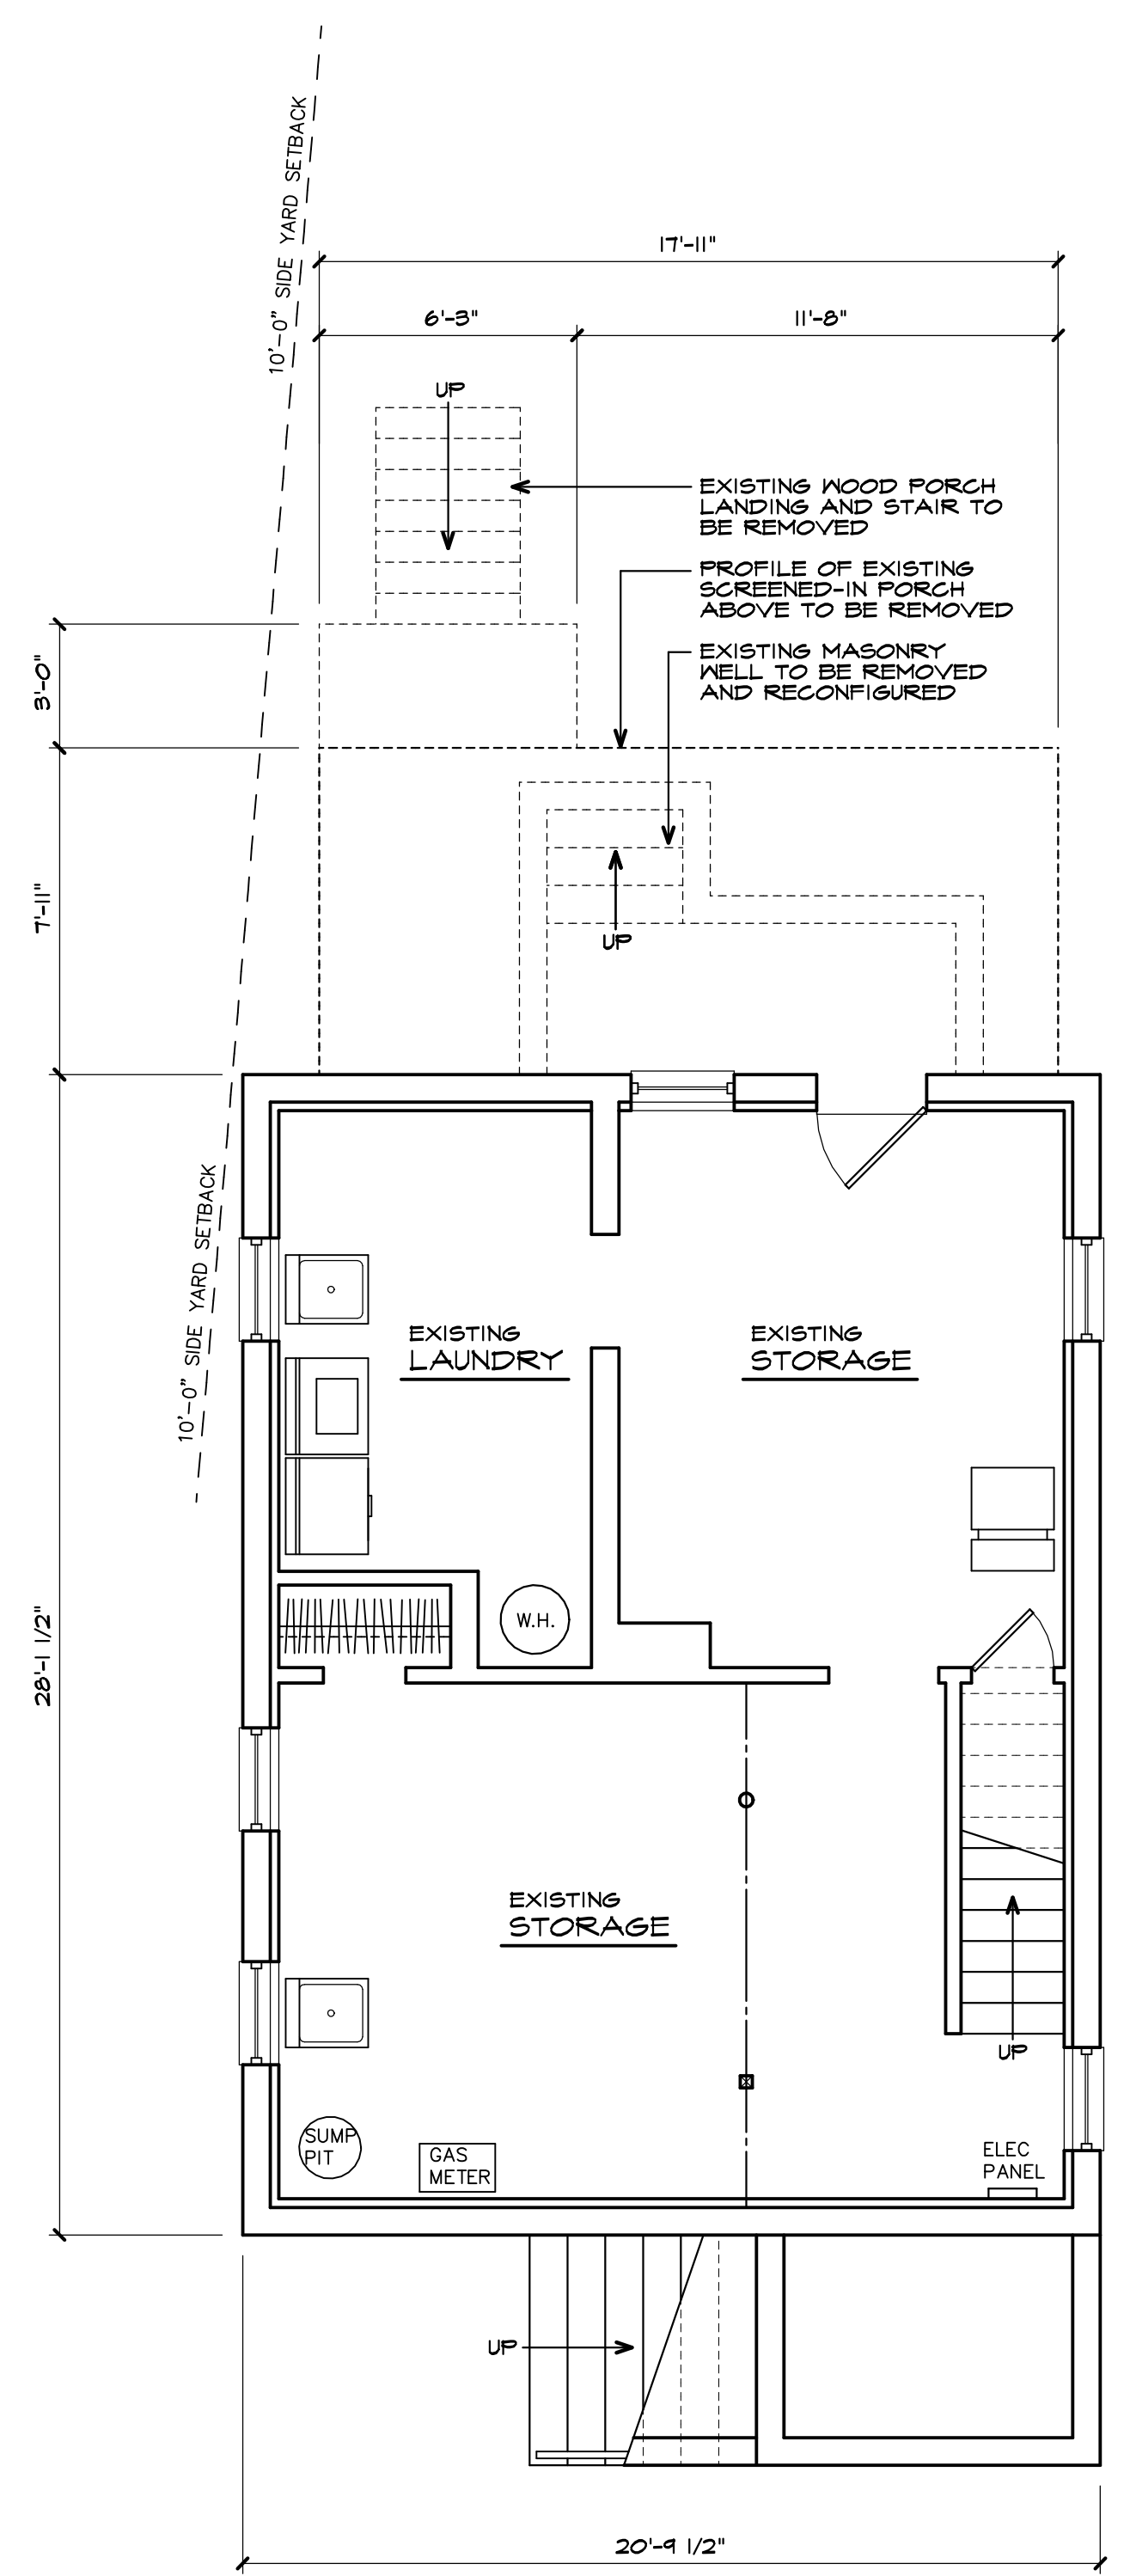 10'-0" SIDE YARD SETBACK
17'-11"
6'-3"
11'-8"
UP
EXISTING WOOD PORCH
LANDING AND STAIR TO
BE REMOVED
PROFILE OF EXISTING
SCREENED-IN PORCH
ABOVE TO BE REMOVED
EXISTING MASONRY
WELL TO BE REMOVED
AND RECONFIGURED
3'-0"
7'-11"
UP
10'-0" SIDE YARD SETBACK
EXISTING
LAUNDRY
EXISTING
STORAGE
W.H.
28'-1 1/2"
EXISTING
STORAGE
UP
SUMP
PIT
GAS
METER
ELEC
PANEL
UP
20'-9 1/2"